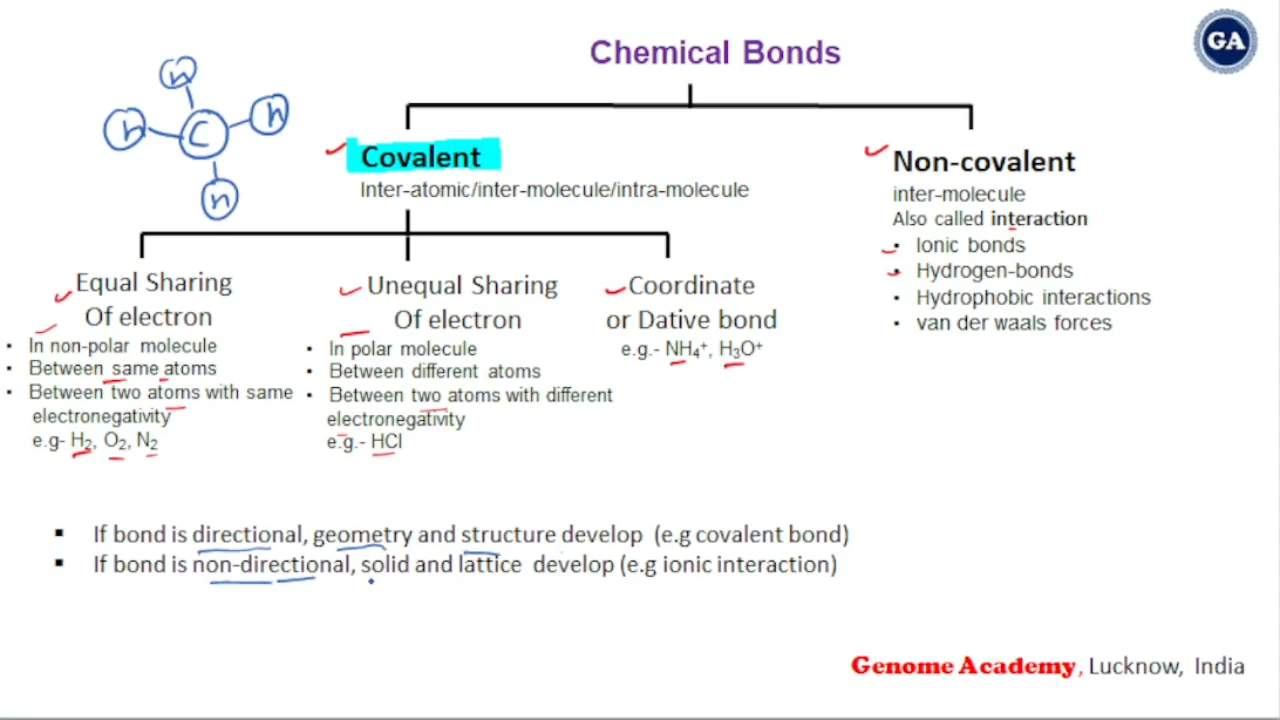 GA
Chemical Bonds
n
h
C
h
n
Covalent
Inter-atomic/inter-molecule/intra-molecule
Non-covalent
inter-molecule
Also called interaction
• Ionic bonds
• Hydrogen-bonds
• Hydrophobic interactions
• van der waals forces
Equal Sharing
Of electron
• In non-polar molecule
• Between same atoms
• Between two atoms with same
electronegativity
e.g- H₂, O₂, N₂
Unequal Sharing
Of electron
• In polar molecule
• Between different atoms
• Between two atoms with different
electronegativity
e.g.- HCl
Coordinate
or Dative bond
e.g.- NH₄⁺, H₃O⁺
▪ If bond is directional, geometry and structure develop (e.g covalent bond)
▪ If bond is non-directional, solid and lattice develop (e.g ionic interaction)
Genome Academy, Lucknow, India